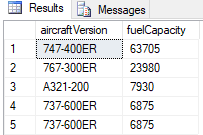 Results Messages
aircraftVersion fuelCapacity
1 747-400ER 63705
2 767-300ER 23980
3 A321-200 7930
4 737-600ER 6875
5 737-600ER 6875